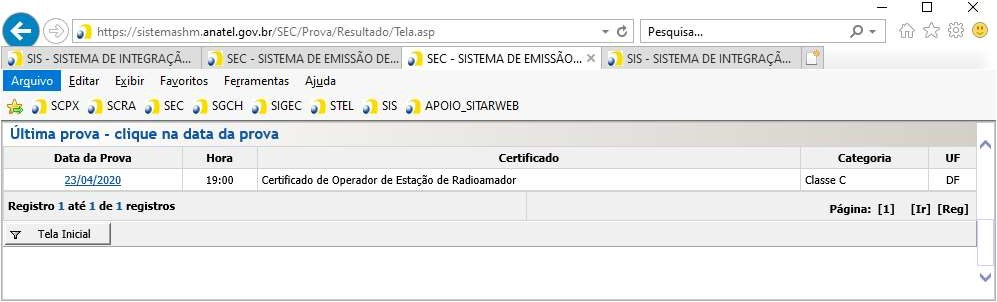 https://sistemashm.anatel.gov.br/SEC/Prova/Resultado/Tela.asp
Pesquisa...
SIS - SISTEMA DE INTEGRAÇÃ...
SEC - SISTEMA DE EMISSÃO DE...
SEC - SISTEMA DE EMISSÃO...
SIS - SISTEMA DE INTEGRAÇÃ...
Arquivo Editar Exibir Favoritos Ferramentas Ajuda
SCPX SCRA SEC SGCH SIGEC STEL SIS APOIO_SITARWEB
Última prova - clique na data da prova
Data da Prova Hora Certificado Categoria UF
23/04/2020 19:00 Certificado de Operador de Estação de Radioamador Classe C DF
Registro 1 até 1 de 1 registros Página: [1] [Ir] [Reg]
Tela Inicial